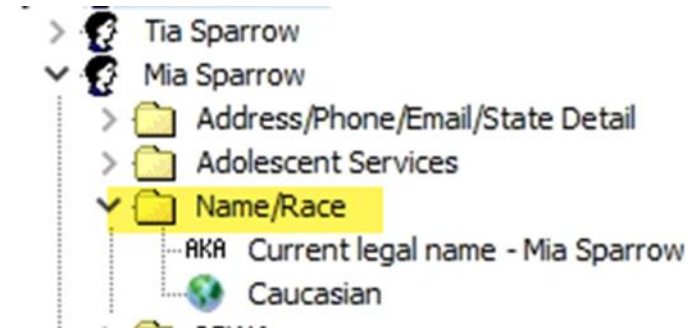 Tia Sparrow
Mia Sparrow
Address/Phone/Email/State Detail
Adolescent Services
Name/Race
AKA Current legal name - Mia Sparrow
Caucasian